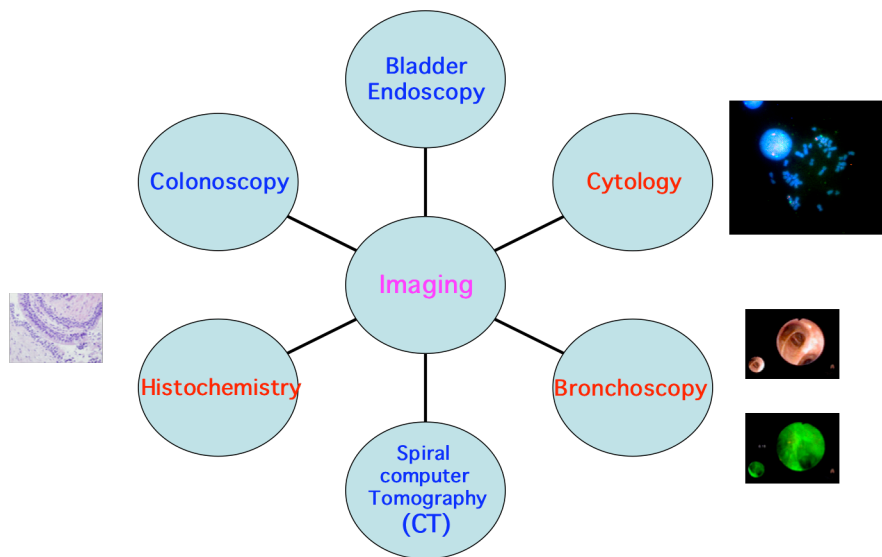 Bladder
Endoscopy
Colonoscopy
Cytology
Imaging
Histochemistry
Bronchoscopy
Spiral
computer
Tomography
(CT)